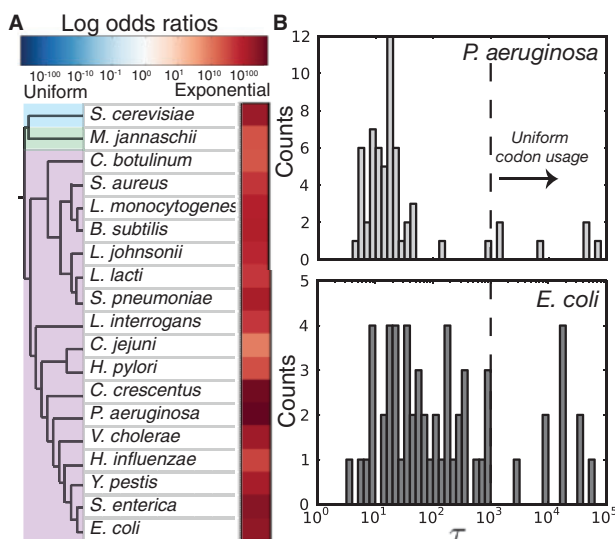 A
Log odds ratios
10^-100 10^-10 10^-1 10^0 10^1 10^10 10^100
Uniform
Exponential
S. cerevisiae
M. jannaschii
C. botulinum
S. aureus
L. monocytogenes
B. subtilis
L. johnsonii
L. lacti
S. pneumoniae
L. interrogans
C. jejuni
H. pylori
C. crescentus
P. aeruginosa
V. cholerae
H. influenzae
Y. pestis
S. enterica
E. coli
B
12
10
8
6
4
2
0
Counts
P. aeruginosa
Uniform
codon usage
5
4
3
2
1
0
Counts
E. coli
10^0 10^1 10^2 10^3 10^4 10^5
τ